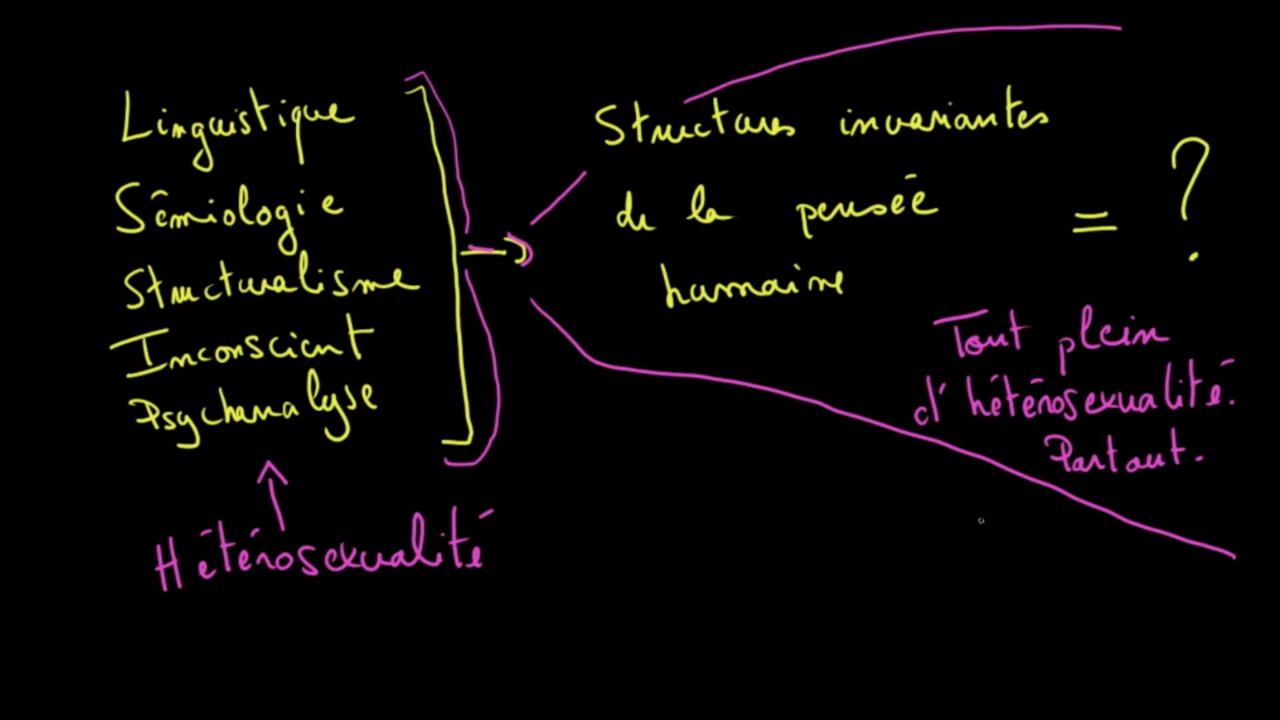 Linguistique
Sémiologie
Structuralisme
Inconscient
Psychanalyse
Hétérosexualité
Structures invariantes
de la pensée
humaine
= ?
Tout plein
d'hétérosexualité.
Partout.